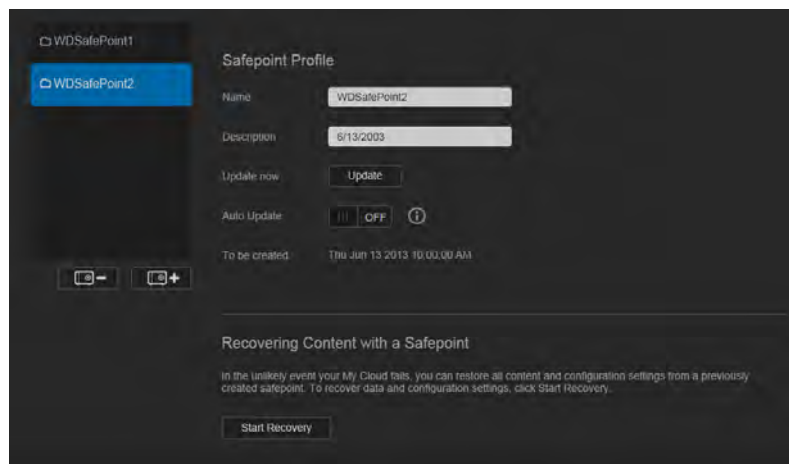 WDSafePoint1
WDSafePoint2
Safepoint Profile
Name WDSafePoint2
Description 6/13/2003
Update now Update
Auto Update OFF
To be created Thu Jun 13 2013 10:00:00 AM
Recovering Content with a Safepoint
In the unlikely event your My Cloud fails, you can restore all content and configuration settings from a previously
created safepoint. To recover data and configuration settings, click Start Recovery.
Start Recovery